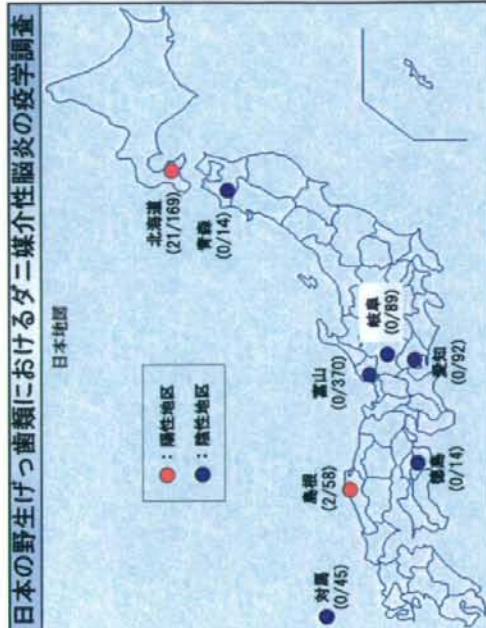 日本の野生げっ歯類におけるダニ媒介性脳炎の疫学調査
日本地図
北海道
(21/169)
青森
(0/14)
●：陽性地区
●：陰性地区
富山
(0/370)
岐阜
(0/89)
愛知
(0/92)
島根
(2/58)
徳島
(0/14)
対馬
(0/45)